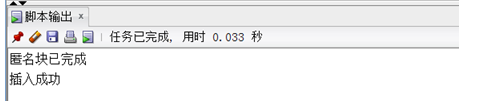 脚本输出 ×
任务已完成, 用时 0.033 秒
匿名块已完成
插入成功